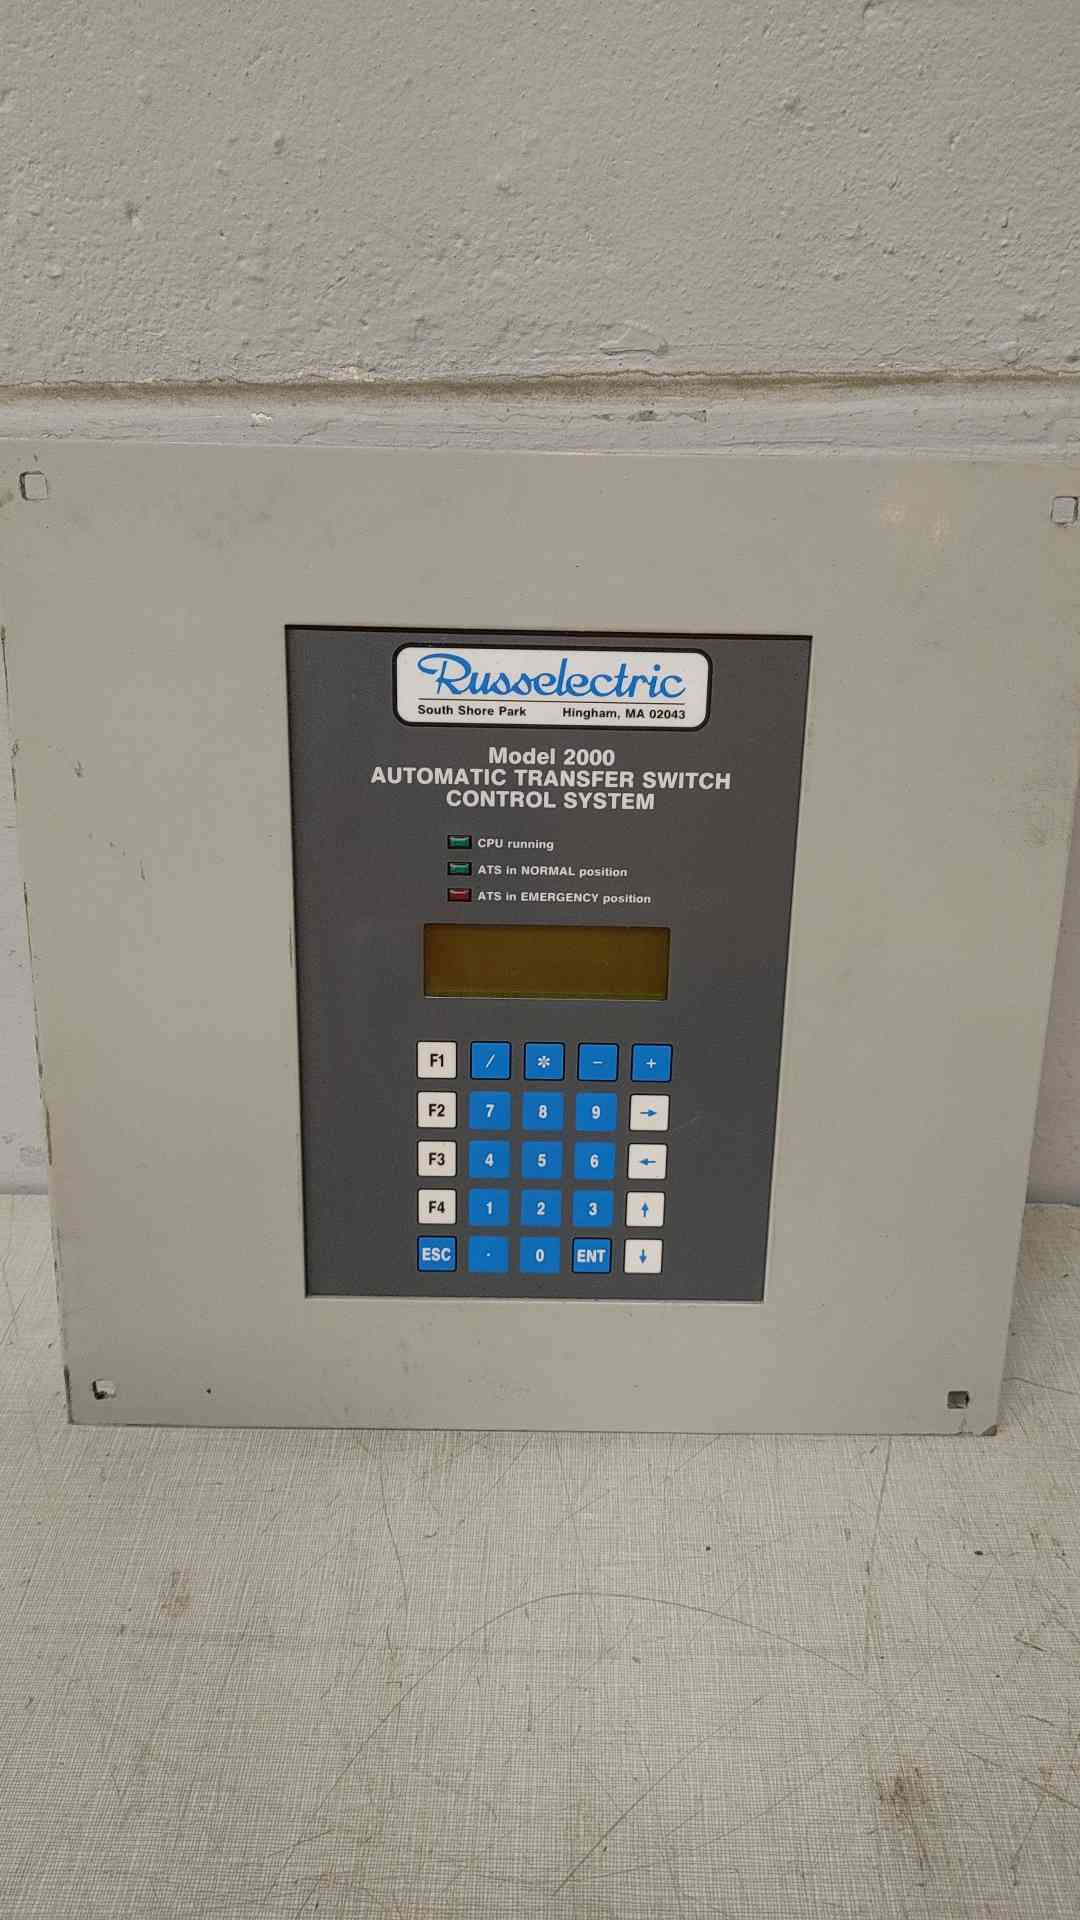 Russelectric
South Shore Park Hingham, MA 02043
Model 2000
AUTOMATIC TRANSFER SWITCH
CONTROL SYSTEM
CPU running
ATS in NORMAL position
ATS in EMERGENCY position
F1 / * − +
F2 7 8 9 →
F3 4 5 6 ←
F4 1 2 3 ↑
ESC · 0 ENT ↓